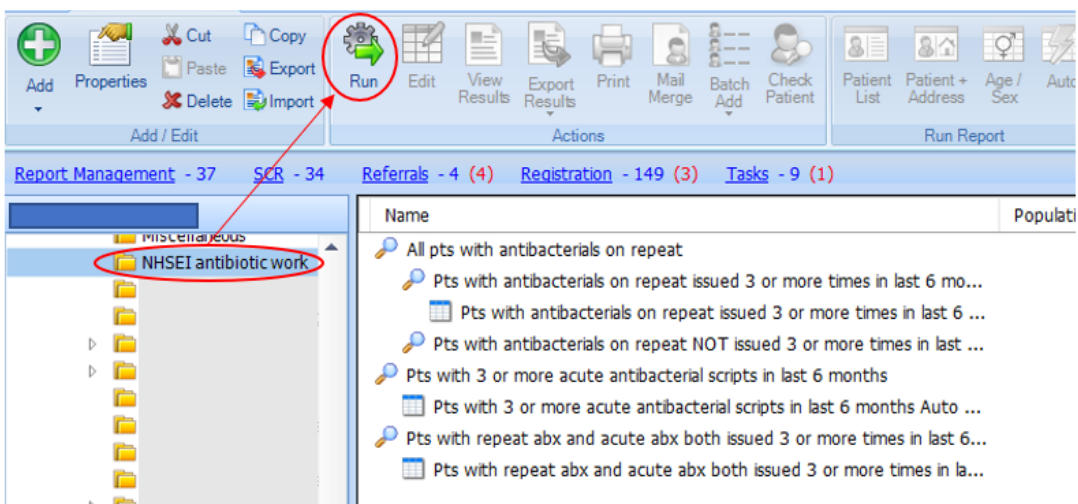 Add
Properties
Cut
Paste
Delete
Copy
Export
Import
Add / Edit
Run
Edit
View Results
Export Results
Print
Mail Merge
Batch Add
Check Patient
Actions
Patient List
Patient + Address
Age / Sex
Auto
Run Report
Report Management - 37 SCR - 34 Referrals - 4 (4) Registration - 149 (3) Tasks - 9 (1)
Miscellaneous
NHSEI antibiotic work
Name Populati
All pts with antibacterials on repeat
Pts with antibacterials on repeat issued 3 or more times in last 6 mo...
Pts with antibacterials on repeat issued 3 or more times in last 6 ...
Pts with antibacterials on repeat NOT issued 3 or more times in last ...
Pts with 3 or more acute antibacterial scripts in last 6 months
Pts with 3 or more acute antibacterial scripts in last 6 months Auto ...
Pts with repeat abx and acute abx both issued 3 or more times in last 6...
Pts with repeat abx and acute abx both issued 3 or more times in la...